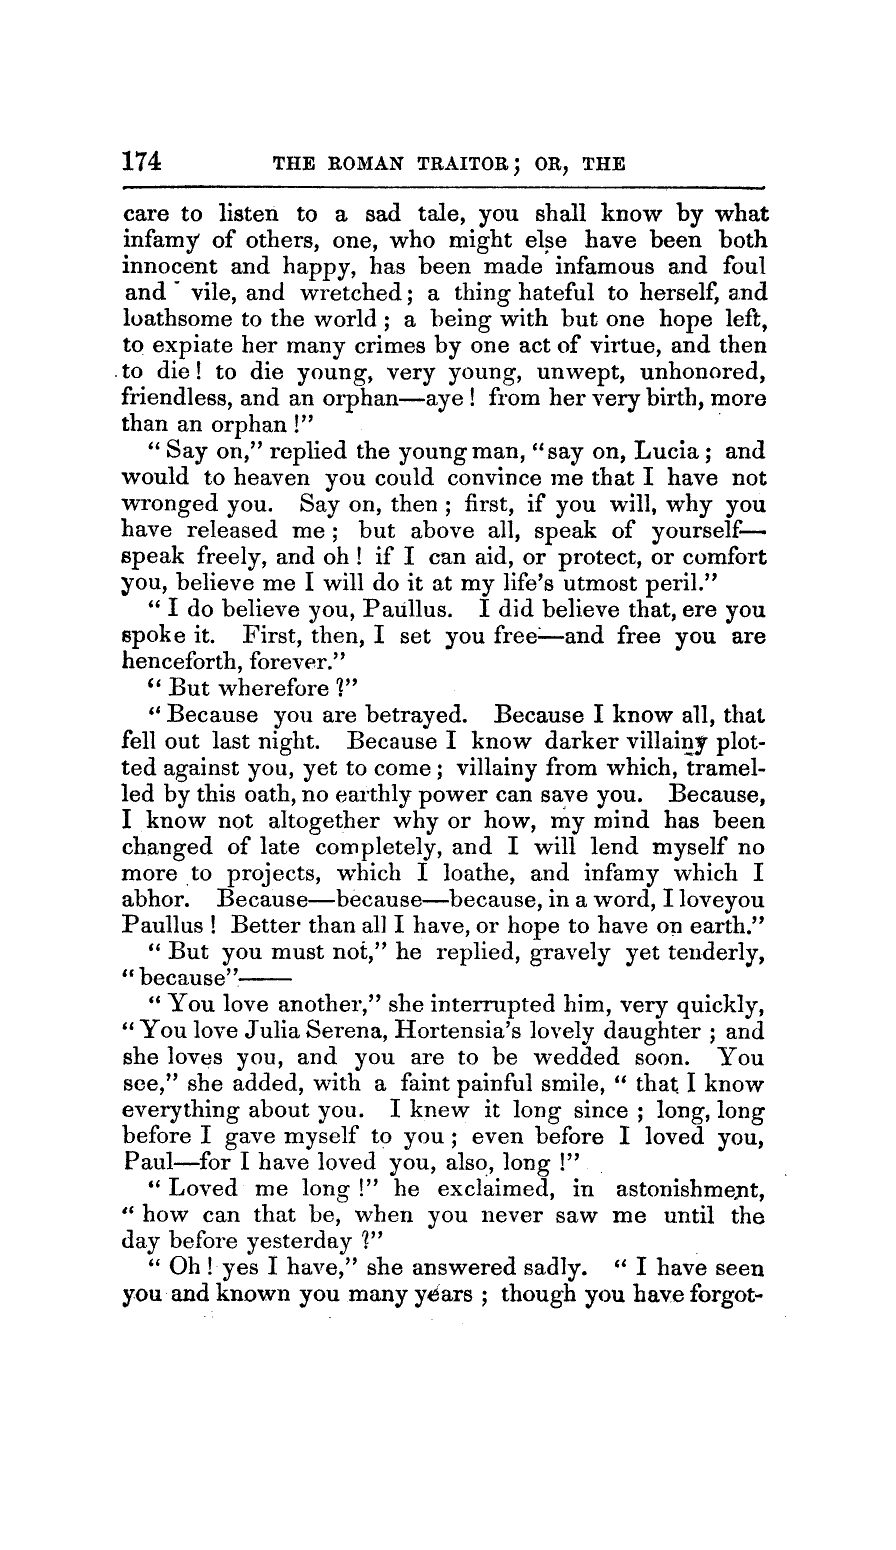 174 THE ROMAN TRAITOR; OR, THE
care to listen to a sad tale, you shall know by what
infamy of others, one, who might else have been both
innocent and happy, has been made infamous and foul
and vile, and wretched; a thing hateful to herself, and
loathsome to the world; a being with but one hope left,
to expiate her many crimes by one act of virtue, and then
to die! to die young, very young, unwept, unhonored,
friendless, and an orphan—aye! from her very birth, more
than an orphan!”
“Say on,” replied the young man, “say on, Lucia; and
would to heaven you could convince me that I have not
wronged you. Say on, then; first, if you will, why you
have released me; but above all, speak of yourself—
speak freely, and oh! if I can aid, or protect, or comfort
you, believe me I will do it at my life’s utmost peril.”
“I do believe you, Paullus. I did believe that, ere you
spoke it. First, then, I set you free—and free you are
henceforth, forever.”
“But wherefore?”
“Because you are betrayed. Because I know all, that
fell out last night. Because I know darker villainy plot-
ted against you, yet to come; villainy from which, tramel-
led by this oath, no earthly power can save you. Because,
I know not altogether why or how, my mind has been
changed of late completely, and I will lend myself no
more to projects, which I loathe, and infamy which I
abhor. Because—because—because, in a word, I loveyou
Paullus! Better than all I have, or hope to have on earth.”
“But you must not,” he replied, gravely yet tenderly,
“because”——
“You love another,” she interrupted him, very quickly,
“You love Julia Serena, Hortensia’s lovely daughter; and
she loves you, and you are to be wedded soon. You
see,” she added, with a faint painful smile, “that I know
everything about you. I knew it long since; long, long
before I gave myself to you; even before I loved you,
Paul—for I have loved you, also, long!”
“Loved me long!” he exclaimed, in astonishment,
“how can that be, when you never saw me until the
day before yesterday?”
“Oh! yes I have,” she answered sadly. “I have seen
you and known you many years; though you have forgot-